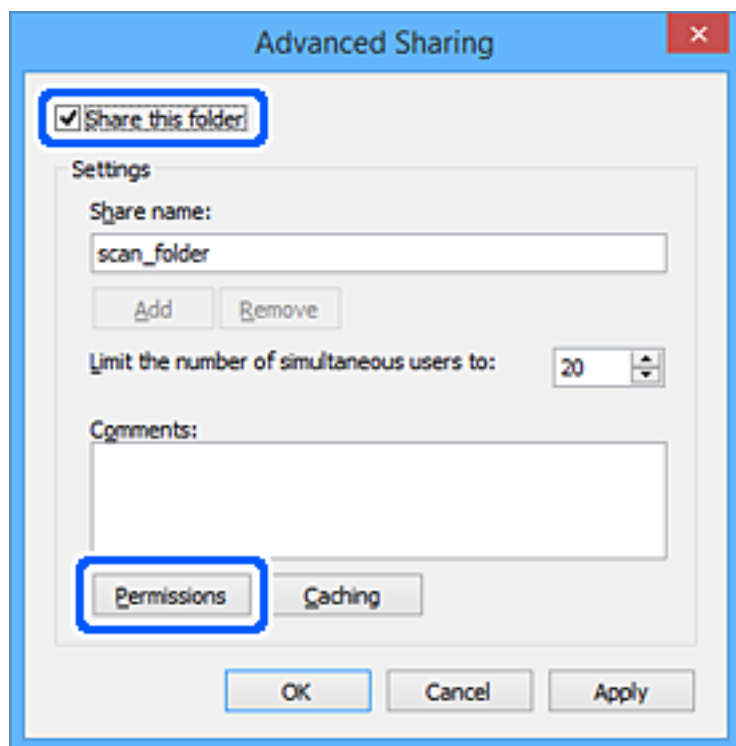 Advanced Sharing
Share this folder
Settings
Share name:
scan_folder
Add Remove
Limit the number of simultaneous users to: 20
Comments:
Permissions Caching
OK Cancel Apply